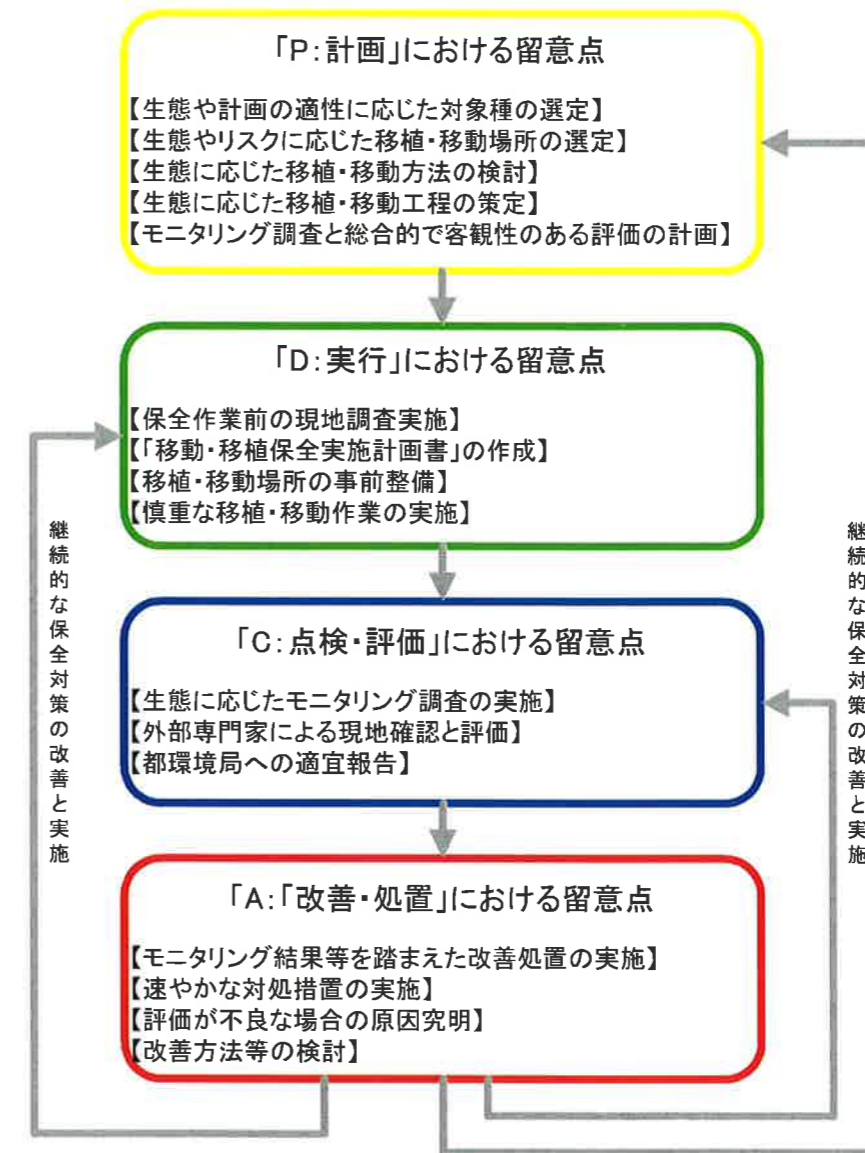 「P:計画」における留意点
【生態や計画の適性に応じた対象種の選定】
【生態やリスクに応じた移植・移動場所の選定】
【生態に応じた移植・移動方法の検討】
【生態に応じた移植・移動工程の策定】
【モニタリング調査と総合的で客観性のある評価の計画】
「D:実行」における留意点
【保全作業前の現地調査実施】
【「移動・移植保全実施計画書」の作成】
【移植・移動場所の事前整備】
【慎重な移植・移動作業の実施】
継続的な保全対策の改善と実施
継続的な保全対策の改善と実施
「C:点検・評価」における留意点
【生態に応じたモニタリング調査の実施】
【外部専門家による現地確認と評価】
【都環境局への適宜報告】
「A:「改善・処置」における留意点
【モニタリング結果等を踏まえた改善処置の実施】
【速やかな対処措置の実施】
【評価が不良な場合の原因究明】
【改善方法等の検討】